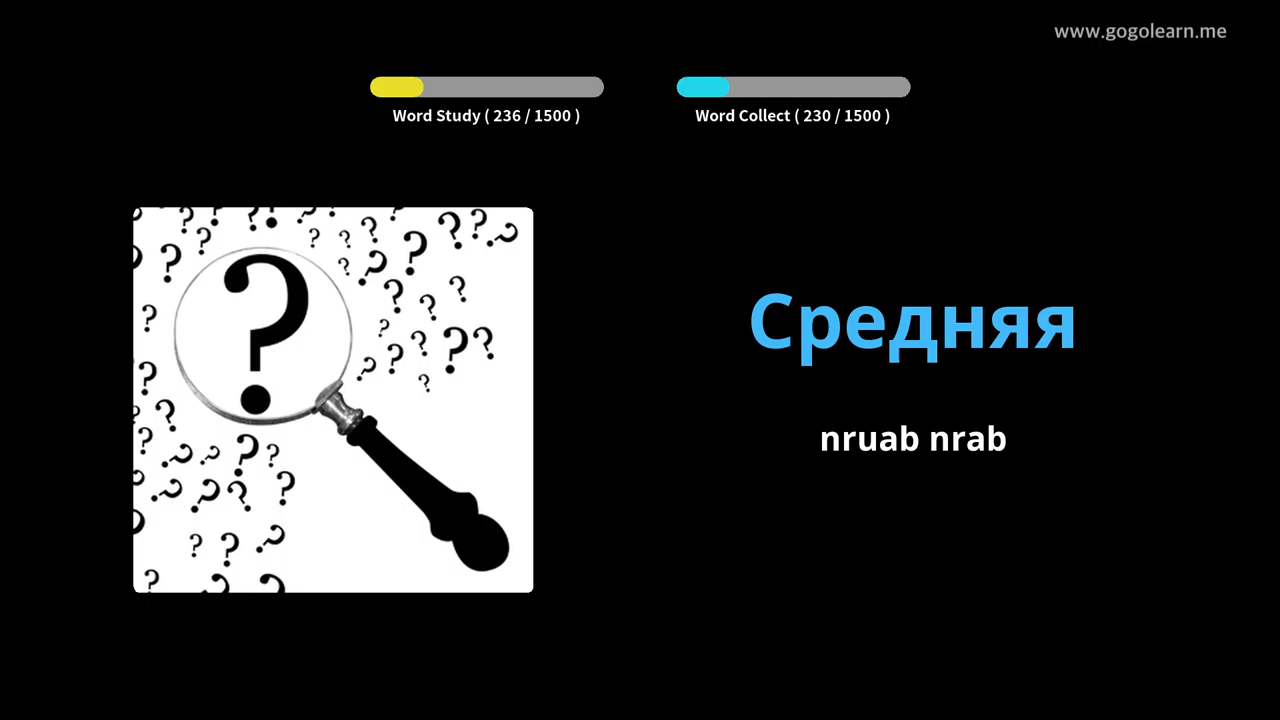 www.gogolearn.me
Word Study ( 236 / 1500 )
Word Collect ( 230 / 1500 )
Средняя
nruab nrab